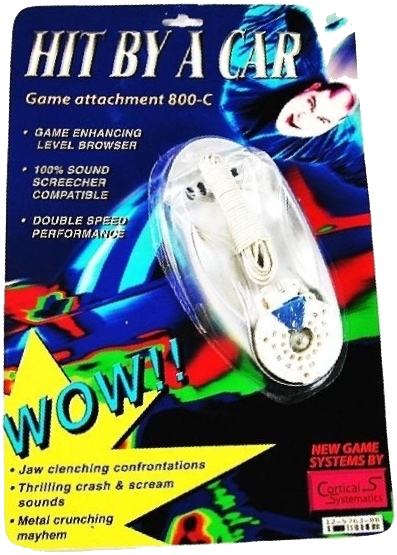 HIT BY A CAR
Game attachment 800-C
• GAME ENHANCING
LEVEL BROWSER
• 100% SOUND
SCREECHER
COMPATIBLE
• DOUBLE SPEED
PERFORMANCE
WOW!!
• Jaw clenching confrontations
• Thrilling crash & scream
sounds
• Metal crunching
mayhem
NEW GAME
SYSTEMS BY
Cortical
Systematics